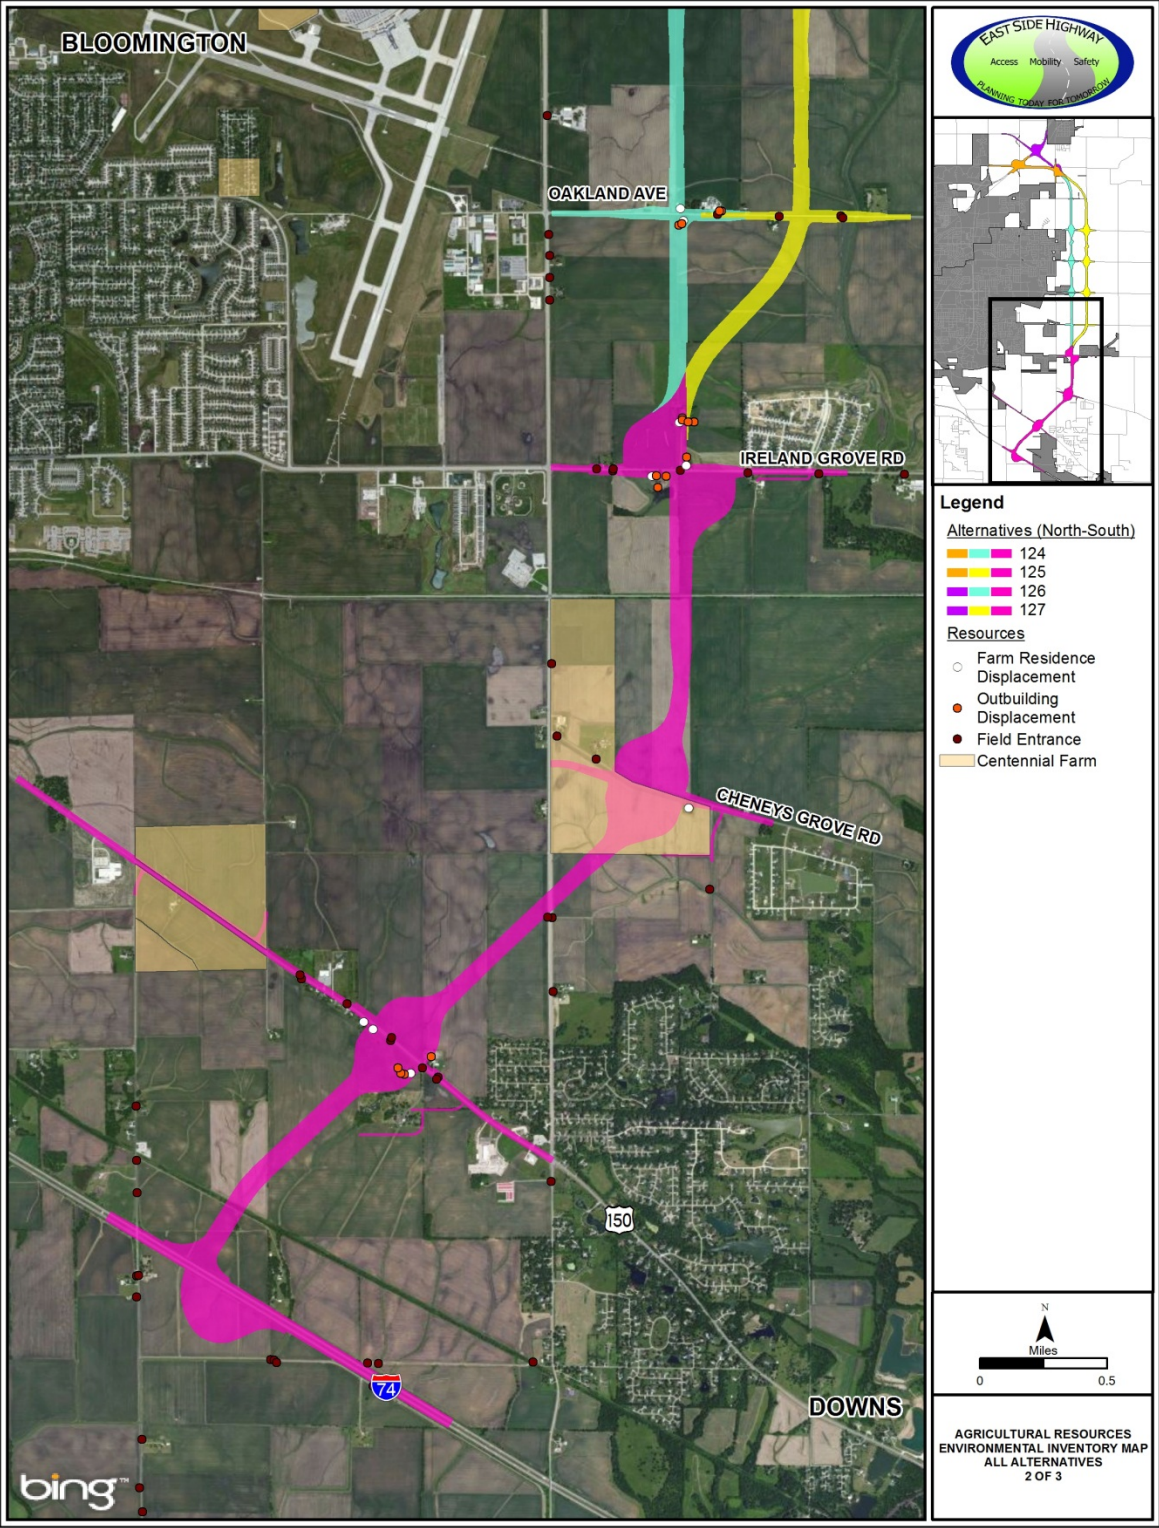 BLOOMINGTON
OAKLAND AVE
IRELAND GROVE RD
CHENEYS GROVE RD
150
74
DOWNS
bing™
EAST SIDE HIGHWAY
Access Mobility Safety
PLANNING TODAY FOR TOMORROW
Legend
Alternatives (North-South)
124
125
126
127
Resources
Farm Residence
Displacement
Outbuilding
Displacement
Field Entrance
Centennial Farm
N
Miles
0 0.5
AGRICULTURAL RESOURCES
ENVIRONMENTAL INVENTORY MAP
ALL ALTERNATIVES
2 OF 3